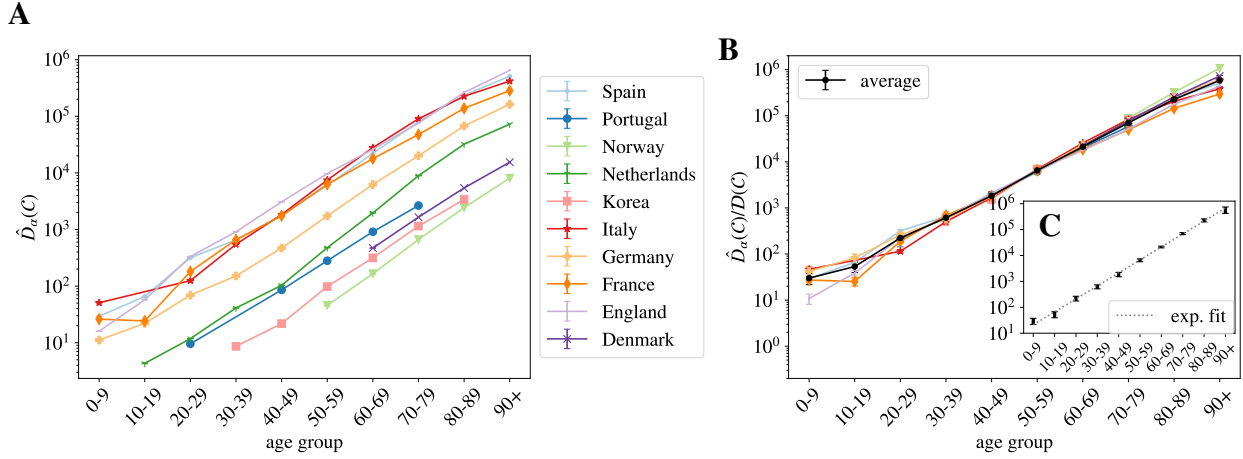 A
D̂α(C)
10⁶
10⁵
10⁴
10³
10²
10¹
0-9
10-19
20-29
30-39
40-49
50-59
60-69
70-79
80-89
90+
age group
Spain
Portugal
Norway
Netherlands
Korea
Italy
Germany
France
England
Denmark
B
D̂α(C)/D(C)
10⁶
10⁵
10⁴
10³
10²
10¹
10⁰
0-9
10-19
20-29
30-39
40-49
50-59
60-69
70-79
80-89
90+
age group
average
C
10⁶
10⁵
10⁴
10³
10²
10¹
0-9
10-19
20-29
30-39
40-49
50-59
60-69
70-79
80-89
90+
exp. fit